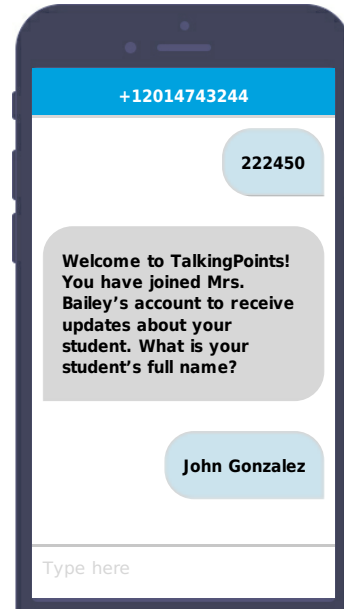 +12014743244
222450
Welcome to TalkingPoints!
You have joined Mrs.
Bailey’s account to receive
updates about your
student. What is your
student’s full name?
John Gonzalez
Type here